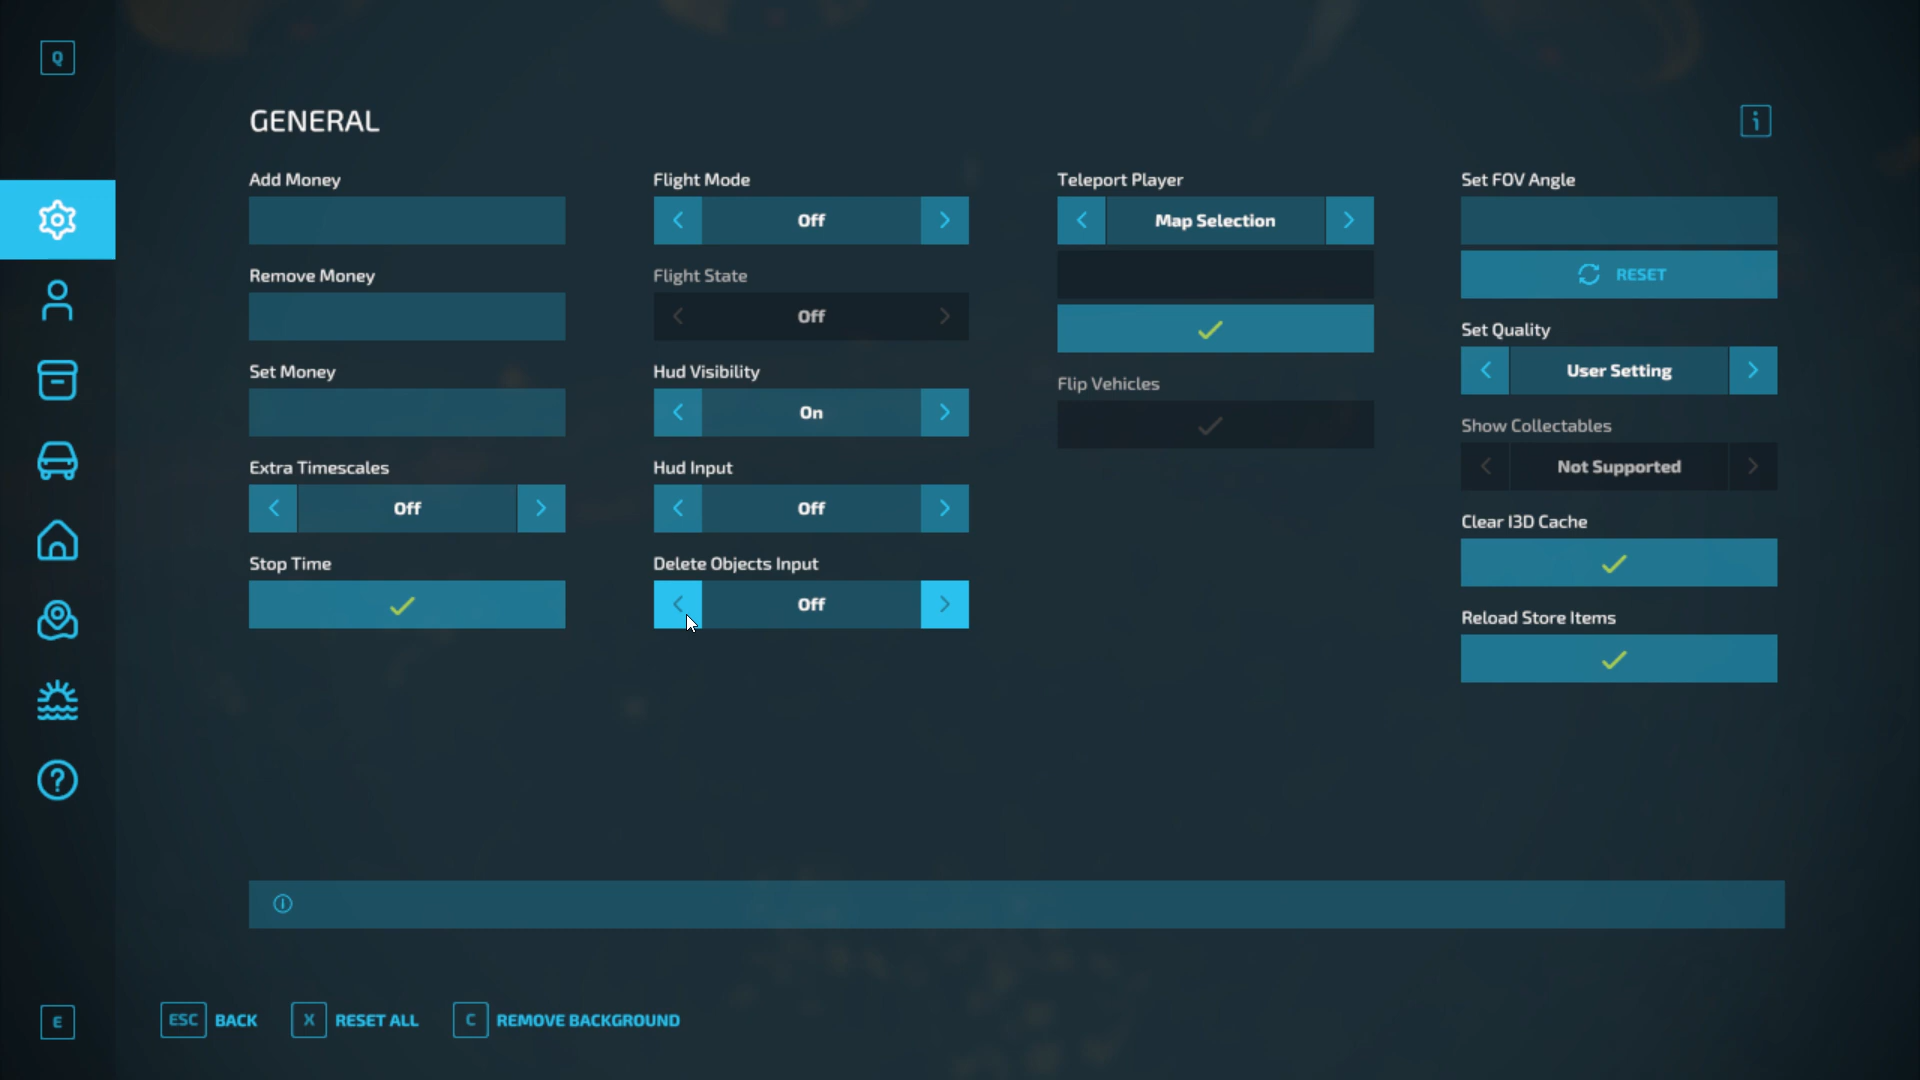 Q
GENERAL
i
Add Money
Remove Money
Set Money
Extra Timescales
Off
Stop Time
Flight Mode
Off
Flight State
Off
Hud Visibility
On
Hud Input
Off
Delete Objects Input
Off
Teleport Player
Map Selection
Flip Vehicles
Set FOV Angle
RESET
Set Quality
User Setting
Show Collectables
Not Supported
Clear I3D Cache
Reload Store Items
E
ESC BACK X RESET ALL C REMOVE BACKGROUND